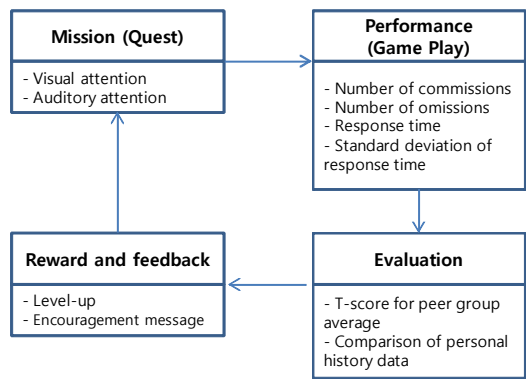 Mission (Quest)
- Visual attention
- Auditory attention
Performance
(Game Play)
- Number of commissions
- Number of omissions
- Response time
- Standard deviation of
response time
Reward and feedback
- Level-up
- Encouragement message
Evaluation
- T-score for peer group
average
- Comparison of personal
history data